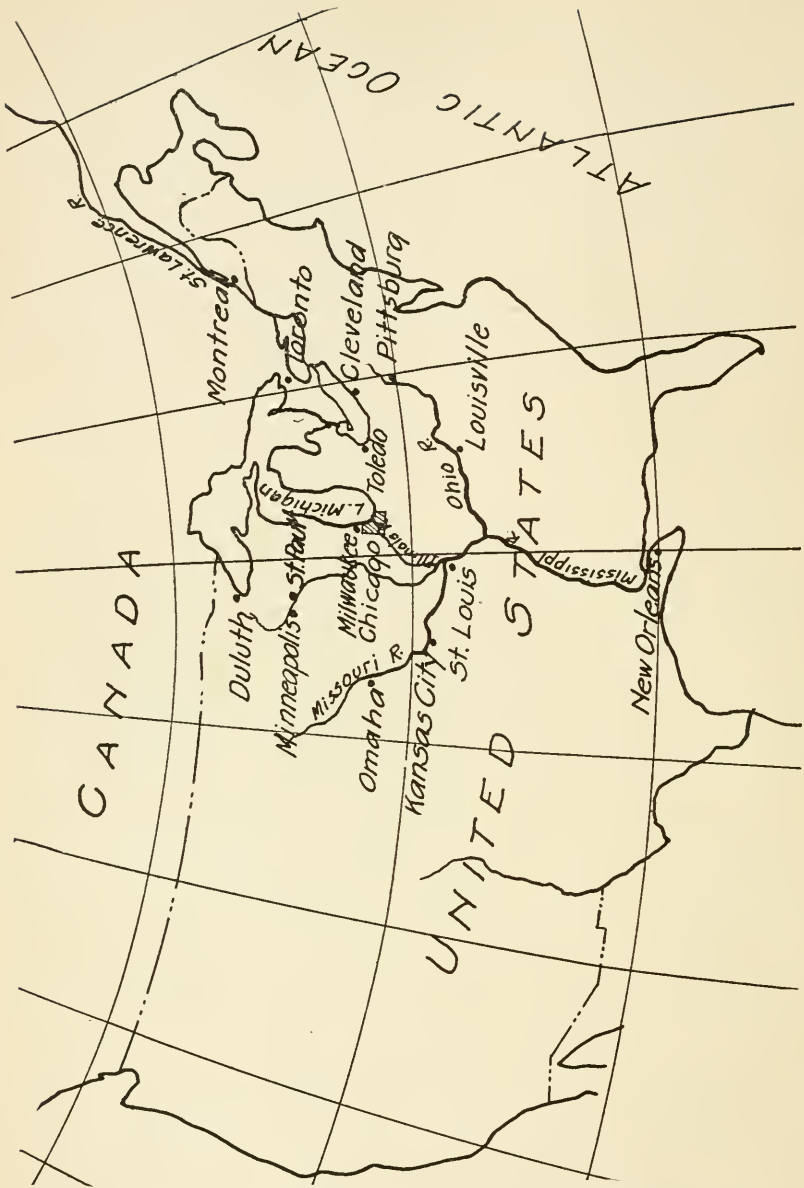 CANADA
ATLANTIC OCEAN
St. Lawrence R.
Montreal
Toronto
Duluth
St. Paul
Minneapolis
L. Michigan
Milwaukee
Chicago
Toledo
Cleveland
Pittsburg
Missouri R.
Omaha
Illinois
Ohio R.
Louisville
Kansas City
St. Louis
UNITED STATES
Mississippi R.
New Orleans